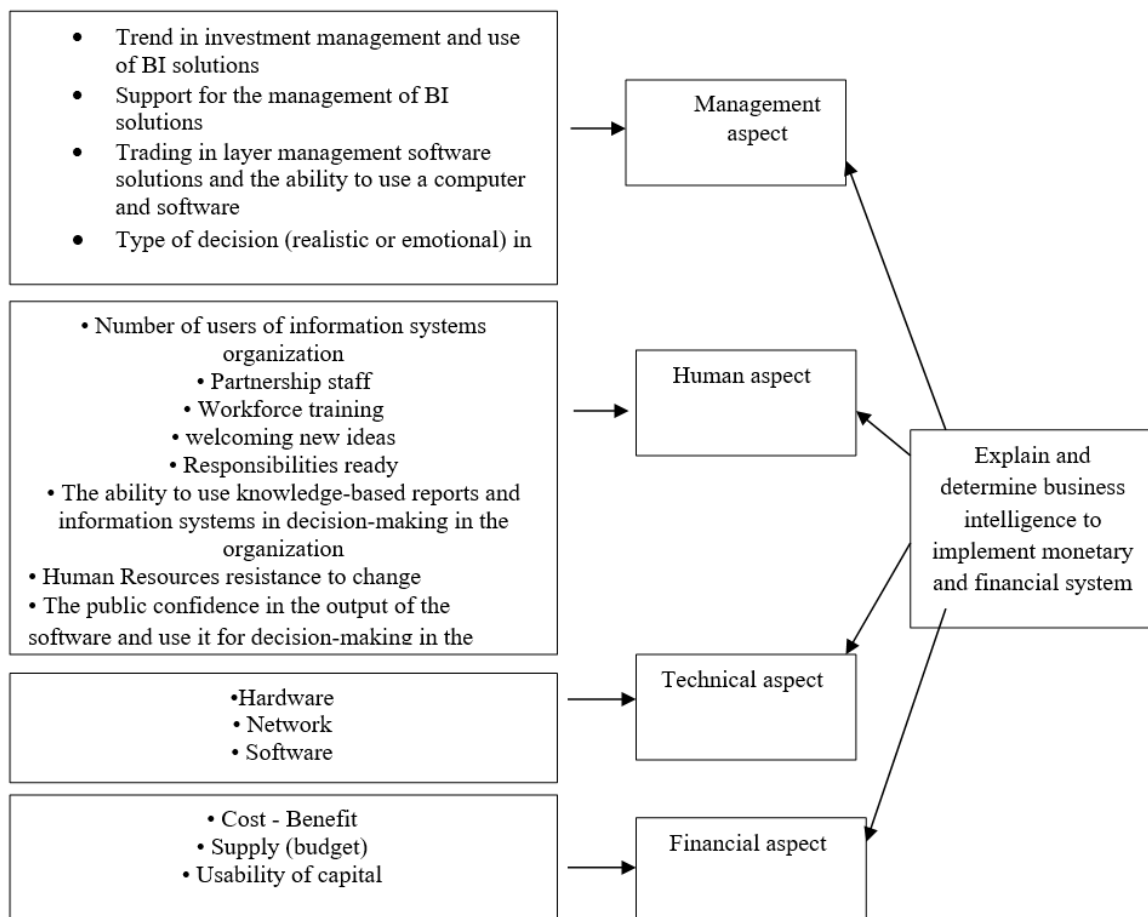 • Trend in investment management and use
of BI solutions
• Support for the management of BI
solutions
• Trading in layer management software
solutions and the ability to use a computer
and software
• Type of decision (realistic or emotional) in
Management
aspect
• Number of users of information systems
organization
• Partnership staff
• Workforce training
• welcoming new ideas
• Responsibilities ready
• The ability to use knowledge-based reports and
information systems in decision-making in the
organization
• Human Resources resistance to change
• The public confidence in the output of the
software and use it for decision-making in the
Human aspect
Explain and
determine business
intelligence to
implement monetary
and financial system
•Hardware
• Network
• Software
Technical aspect
• Cost - Benefit
• Supply (budget)
• Usability of capital
Financial aspect